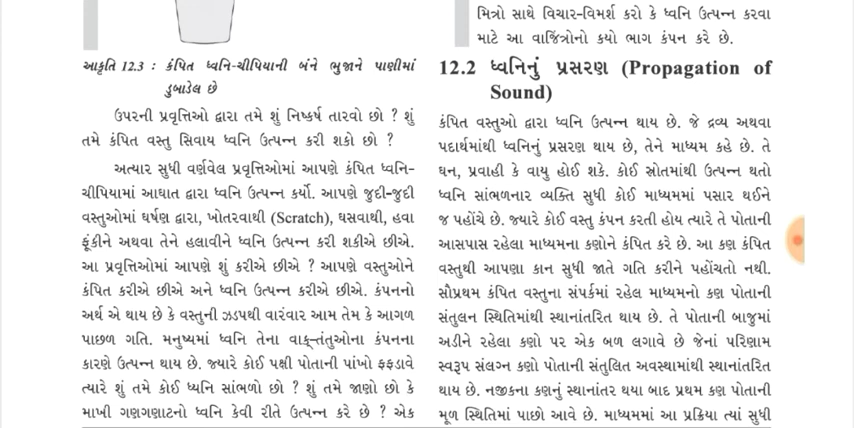 આકૃતિ 12.3 : કંપિત ધ્વનિ-ચીપિયાની બંને ભુજાને પાણીમાં
ડુબાડેલ છે
ઉપરની પ્રવૃત્તિઓ દ્વારા તમે શું નિષ્કર્ષ તારવો છો ? શું
તમે કંપિત વસ્તુ સિવાય ધ્વનિ ઉત્પન્ન કરી શકો છો ?
અત્યાર સુધી વર્ણવેલ પ્રવૃત્તિઓમાં આપણે કંપિત ધ્વનિ-
ચીપિયામાં આઘાત દ્વારા ધ્વનિ ઉત્પન્ન કર્યો. આપણે જુદી-જુદી
વસ્તુઓમાં ઘર્ષણ દ્વારા, ખોતરવાથી (Scratch), ઘસવાથી, હવા
ફૂંકીને અથવા તેને હલાવીને ધ્વનિ ઉત્પન્ન કરી શકીએ છીએ.
આ પ્રવૃત્તિઓમાં આપણે શું કરીએ છીએ ? આપણે વસ્તુઓને
કંપિત કરીએ છીએ અને ધ્વનિ ઉત્પન્ન કરીએ છીએ. કંપનનો
અર્થ એ થાય છે કે વસ્તુની ઝડપથી વારંવાર આમ તેમ કે આગળ
પાછળ ગતિ. મનુષ્યમાં ધ્વનિ તેના વાક્-તંતુઓના કંપનના
કારણે ઉત્પન્ન થાય છે. જ્યારે કોઈ પક્ષી પોતાની પાંખો ફફડાવે
ત્યારે શું તમે કોઈ ધ્વનિ સાંભળો છો ? શું તમે જાણો છો કે
માખી ગણગણાટનો ધ્વનિ કેવી રીતે ઉત્પન્ન કરે છે ? એક
મિત્રો સાથે વિચાર-વિમર્શ કરો કે ધ્વનિ ઉત્પન્ન કરવા
માટે આ વાજિંત્રોનો કયો ભાગ કંપન કરે છે.
12.2 ધ્વનિનું પ્રસરણ (Propagation of
Sound)
કંપિત વસ્તુઓ દ્વારા ધ્વનિ ઉત્પન્ન થાય છે. જે દ્રવ્ય અથવા
પદાર્થમાંથી ધ્વનિનું પ્રસરણ થાય છે, તેને માધ્યમ કહે છે. તે
ઘન, પ્રવાહી કે વાયુ હોઈ શકે. કોઈ સ્રોતમાંથી ઉત્પન્ન થતો
ધ્વનિ સાંભળનાર વ્યક્તિ સુધી કોઈ માધ્યમમાં પસાર થઈને
જ પહોંચે છે. જ્યારે કોઈ વસ્તુ કંપન કરતી હોય ત્યારે તે પોતાની
આસપાસ રહેલા માધ્યમના કણોને કંપિત કરે છે. આ કણ કંપિત
વસ્તુથી આપણા કાન સુધી જાતે ગતિ કરીને પહોંચતો નથી.
સૌપ્રથમ કંપિત વસ્તુના સંપર્કમાં રહેલ માધ્યમનો કણ પોતાની
સંતુલન સ્થિતિમાંથી સ્થાનાંતરિત થાય છે. તે પોતાની બાજુમાં
અડીને રહેલા કણો પર એક બળ લગાવે છે જેનાં પરિણામ
સ્વરૂપ સંલગ્ન કણો પોતાની સંતુલિત અવસ્થામાંથી સ્થાનાંતરિત
થાય છે. નજીકના કણનું સ્થાનાંતર થયા બાદ પ્રથમ કણ પોતાની
મૂળ સ્થિતિમાં પાછો આવે છે. માધ્યમમાં આ પ્રક્રિયા ત્યાં સુધી